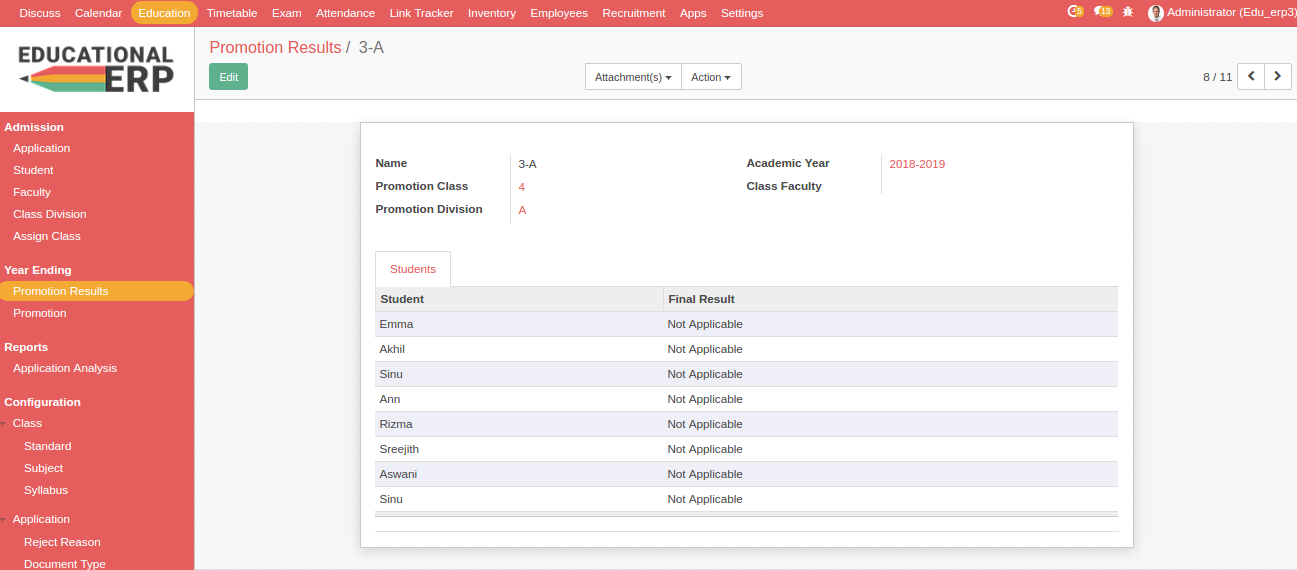 Discuss Calendar Education Timetable Exam Attendance Link Tracker Inventory Employees Recruitment Apps Settings 5 13 Administrator (Edu_erp3)
EDUCATIONAL
ERP
Promotion Results / 3-A
Edit Attachment(s) Action 8 / 11
Admission
Application
Student
Faculty
Class Division
Assign Class
Year Ending
Promotion Results
Promotion
Reports
Application Analysis
Configuration
Class
Standard
Subject
Syllabus
Application
Reject Reason
Document Type
Name 3-A Academic Year 2018-2019
Promotion Class 4 Class Faculty
Promotion Division A
Students
Student Final Result
Emma Not Applicable
Akhil Not Applicable
Sinu Not Applicable
Ann Not Applicable
Rizma Not Applicable
Sreejith Not Applicable
Aswani Not Applicable
Sinu Not Applicable